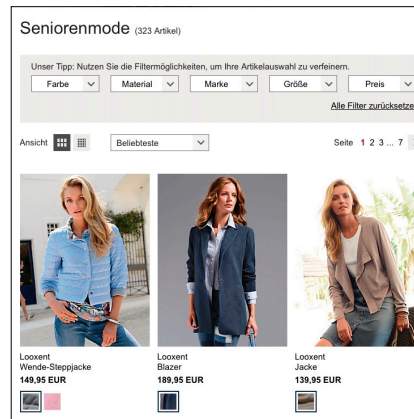 Seniorenmode (323 Artikel)
Unser Tipp: Nutzen Sie die Filtermöglichkeiten, um Ihre Artikelauswahl zu verfeinern.
Farbe Material Marke Größe Preis
Alle Filter zurücksetze
Ansicht Beliebteste Seite 1 2 3 ... 7
Looxent Looxent Looxent
Wende-Steppjacke Blazer Jacke
149,95 EUR 189,95 EUR 139,95 EUR